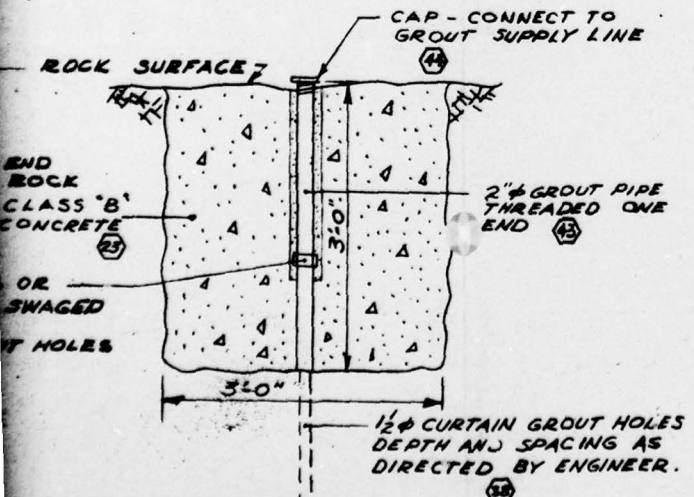 CAP - CONNECT TO
GROUT SUPPLY LINE
44
ROCK SURFACE
END
ROCK
CLASS "B"
CONCRETE
23
2"φ GROUT PIPE
THREADED ONE
END 43
3'-0"
OR
SWAGED
HOLES
3'-0"
1½ φ CURTAIN GROUT HOLES
DEPTH AND SPACING AS
DIRECTED BY ENGINEER.
38